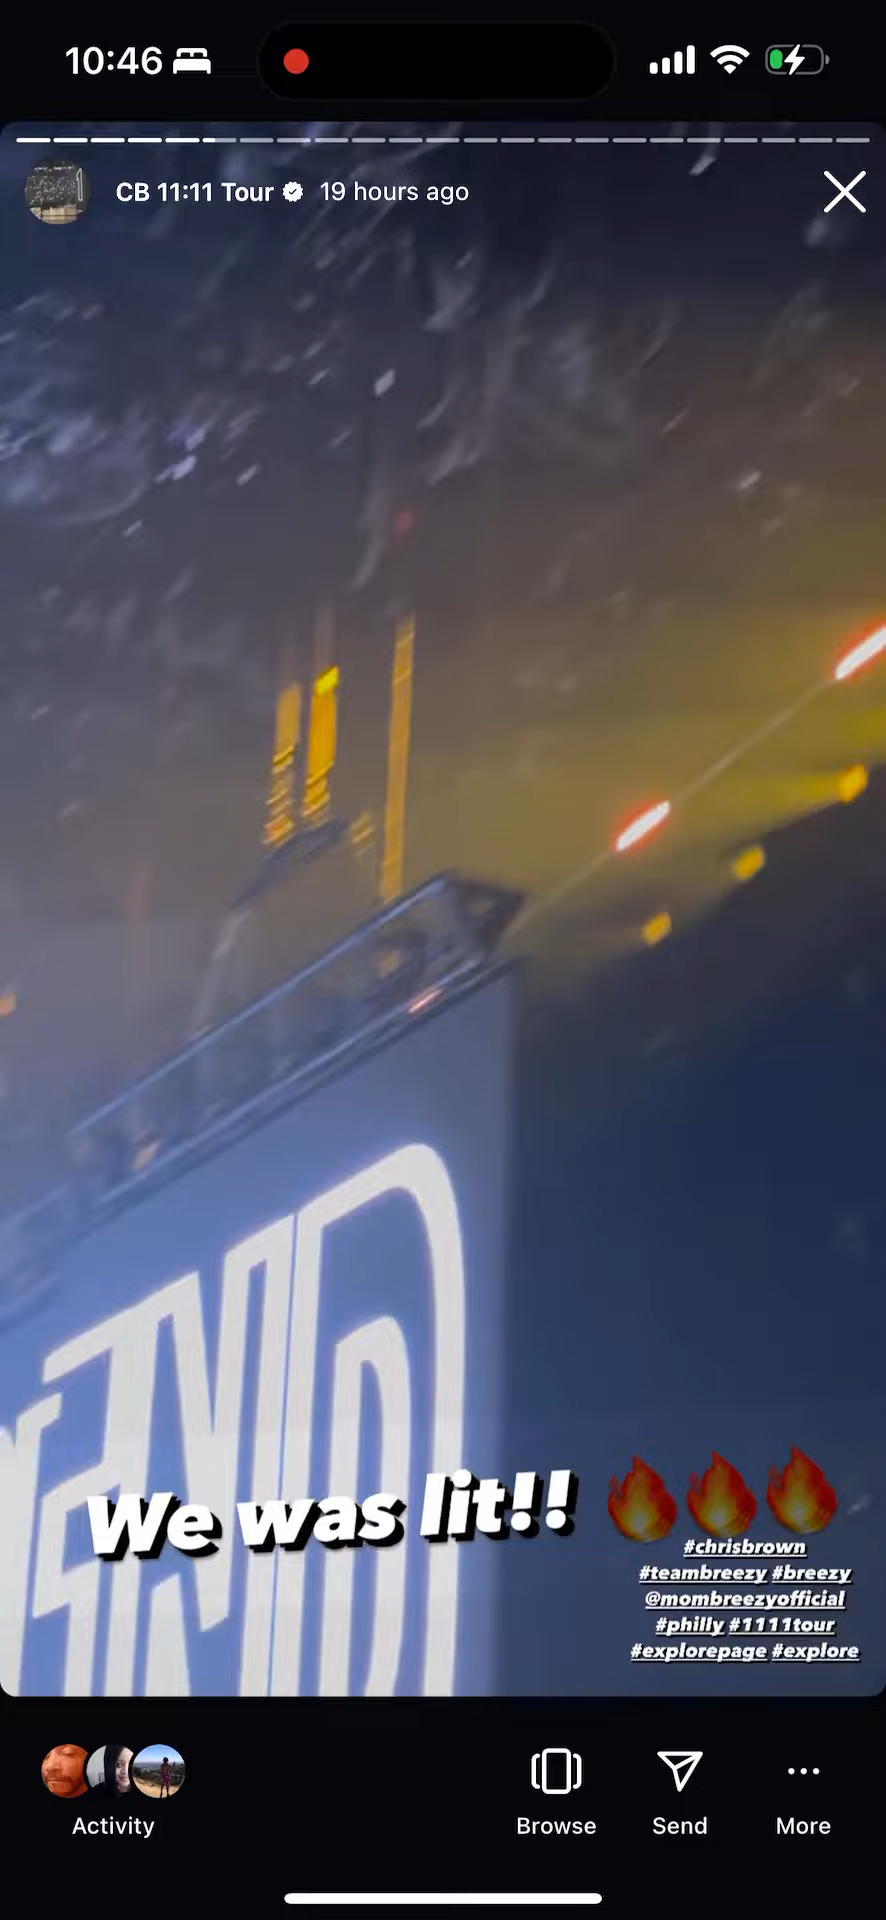 10:46
CB 11:11 Tour 19 hours ago
We was lit!! 🔥🔥🔥
#chrisbrown
#teambreezy #breezy
@mombreezyofficial
#philly #1111tour
#explorepage #explore
Activity
Browse
Send
More